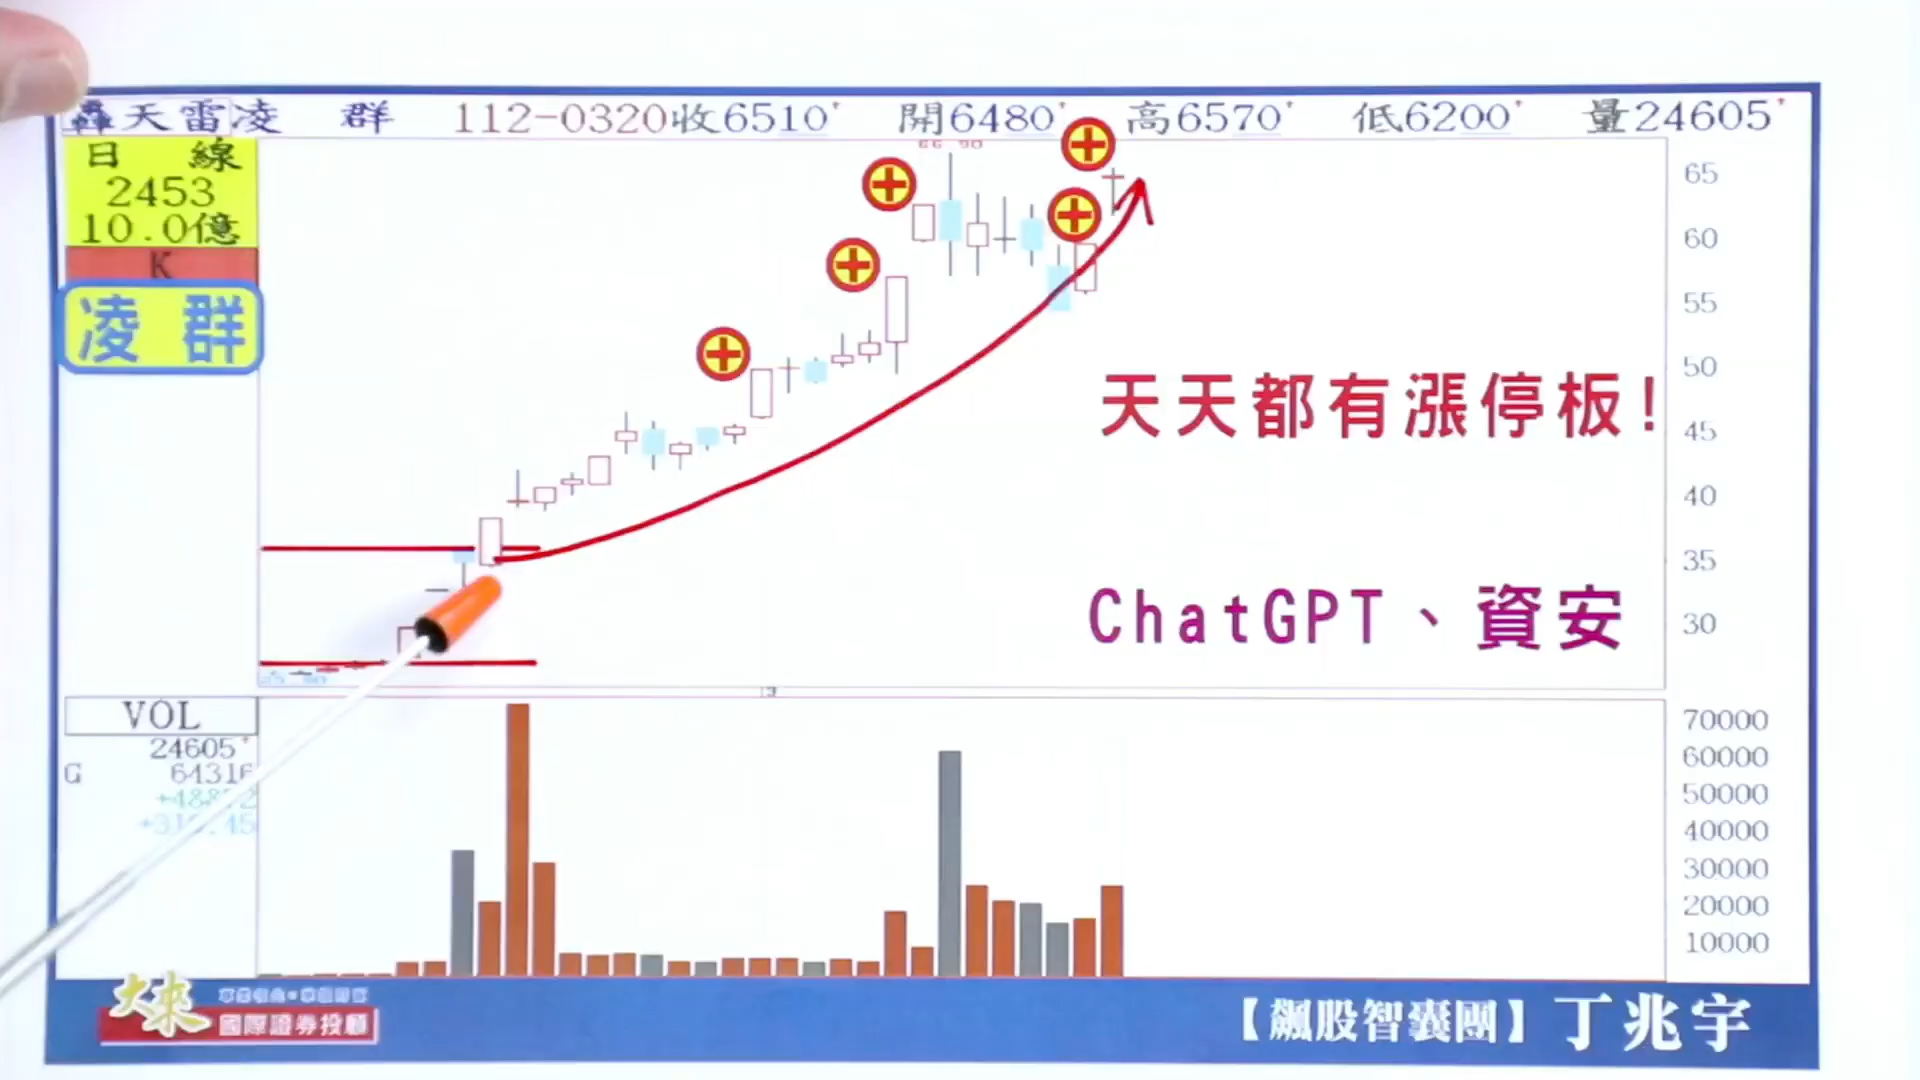 轟天雷凌 群 112-0320收6510 開6480 高6570 低6200 量24605
日 線
2453
10.0億
K
凌 群
66 90
65
60
55
50
45
40
35
30
天天都有漲停板!
ChatGPT、資安
3
VOL
24605
G 64316
70000
60000
50000
40000
30000
20000
10000
大來
國際證券投顧
【飆股智囊團】丁兆宇